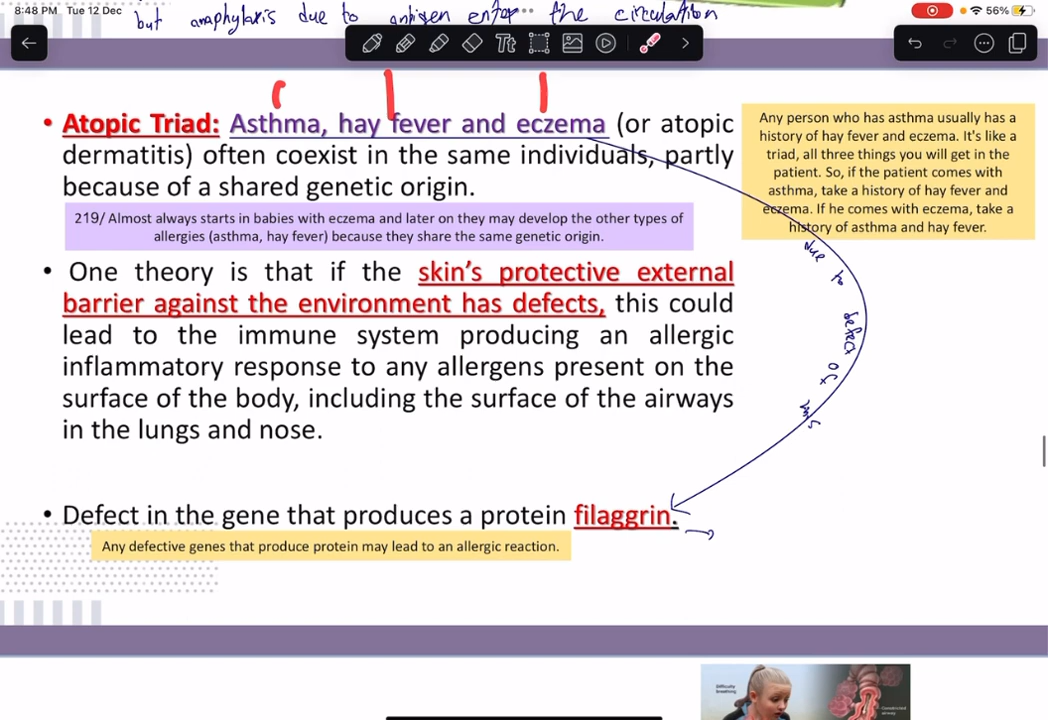 8:48 PM Tue 12 Dec
56%
but anaphylaxis due to antigen enter the circulation
Tt
• Atopic Triad: Asthma, hay fever and eczema (or atopic
dermatitis) often coexist in the same individuals, partly
because of a shared genetic origin.
Any person who has asthma usually has a
history of hay fever and eczema. It's like a
triad, all three things you will get in the
patient. So, if the patient comes with
asthma, take a history of hay fever and
eczema. If he comes with eczema, take a
history of asthma and hay fever.
219/ Almost always starts in babies with eczema and later on they may develop the other types of
allergies (asthma, hay fever) because they share the same genetic origin.
• One theory is that if the skin's protective external
barrier against the environment has defects, this could
lead to the immune system producing an allergic
inflammatory response to any allergens present on the
surface of the body, including the surface of the airways
in the lungs and nose.
due to defect of
• Defect in the gene that produces a protein filaggrin.
Any defective genes that produce protein may lead to an allergic reaction.
Difficulty
breathing
Constricted
airway